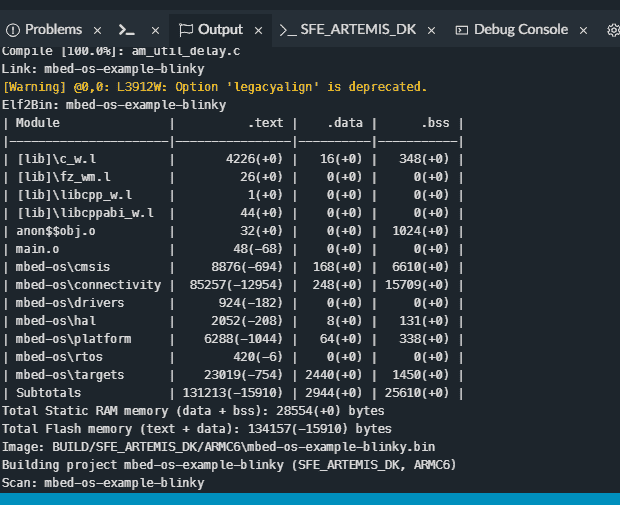 Problems × × Output × SFE_ARTEMIS_DK × Debug Console ×
Compile [100.0%]: am_util_delay.c
Link: mbed-os-example-blinky
[Warning] @0,0: L3912W: Option 'legacyalign' is deprecated.
Elf2Bin: mbed-os-example-blinky
| Module | .text | .data | .bss |
|----------------------|----------------|----------|-----------|
| [lib]\c_w.l | 4226(+0) | 16(+0) | 348(+0) |
| [lib]\fz_wm.l | 26(+0) | 0(+0) | 0(+0) |
| [lib]\libcpp_w.l | 1(+0) | 0(+0) | 0(+0) |
| [lib]\libcppabi_w.l | 44(+0) | 0(+0) | 0(+0) |
| anon$$obj.o | 32(+0) | 0(+0) | 1024(+0) |
| main.o | 48(-68) | 0(+0) | 0(+0) |
| mbed-os\cmsis | 8876(-694) | 168(+0) | 6610(+0) |
| mbed-os\connectivity | 85257(-12954) | 248(+0) | 15709(+0) |
| mbed-os\drivers | 924(-182) | 0(+0) | 0(+0) |
| mbed-os\hal | 2052(-208) | 8(+0) | 131(+0) |
| mbed-os\platform | 6288(-1044) | 64(+0) | 338(+0) |
| mbed-os\rtos | 420(-6) | 0(+0) | 0(+0) |
| mbed-os\targets | 23019(-754) | 2440(+0) | 1450(+0) |
| Subtotals | 131213(-15910) | 2944(+0) | 25610(+0) |
Total Static RAM memory (data + bss): 28554(+0) bytes
Total Flash memory (text + data): 134157(-15910) bytes
Image: BUILD/SFE_ARTEMIS_DK/ARMC6\mbed-os-example-blinky.bin
Building project mbed-os-example-blinky (SFE_ARTEMIS_DK, ARMC6)
Scan: mbed-os-example-blinky